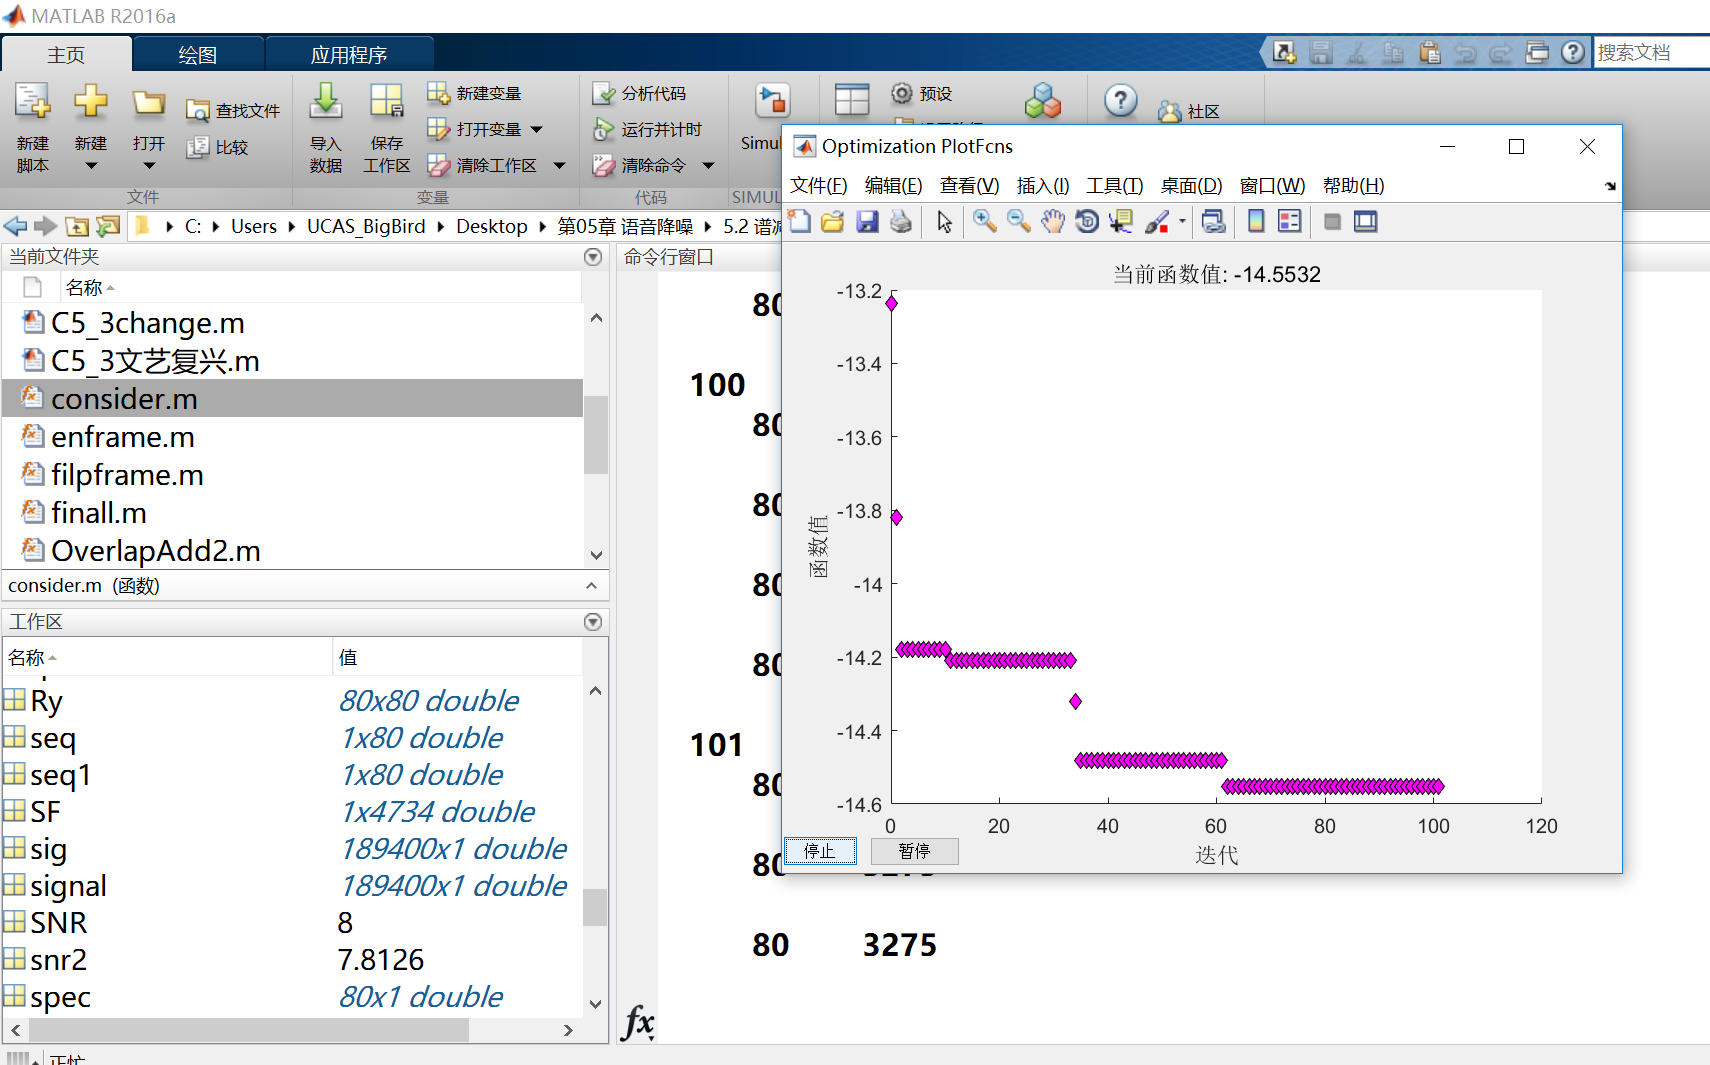 MATLAB R2016a
主页
绘图
应用程序
搜索文档
新建
脚本
新建
打开
查找文件
比较
导入
数据
保存
工作区
新建变量
打开变量
清除工作区
分析代码
运行并计时
清除命令
Simul
预设
社区
文件
变量
代码
SIMUL
C:
Users
UCAS_BigBird
Desktop
第05章 语音降噪
5.2 谱减
当前文件夹
名称
C5_3change.m
C5_3文艺复兴.m
consider.m
enframe.m
filpframe.m
finall.m
OverlapAdd2.m
consider.m (函数)
工作区
名称
值
Ry
80x80 double
seq
1x80 double
seq1
1x80 double
SF
1x4734 double
sig
189400x1 double
signal
189400x1 double
SNR
8
snr2
7.8126
spec
80x1 double
正忙
命令行窗口
80
100
80
80
80
80
101
80
80
80 3275
fx
Optimization PlotFcns
文件(F) 编辑(E) 查看(V) 插入(I) 工具(T) 桌面(D) 窗口(W) 帮助(H)
当前函数值: -14.5532
-13.2
-13.4
-13.6
-13.8
-14
-14.2
-14.4
-14.6
函数值
0 20 40 60 80 100 120
迭代
停止
暂停